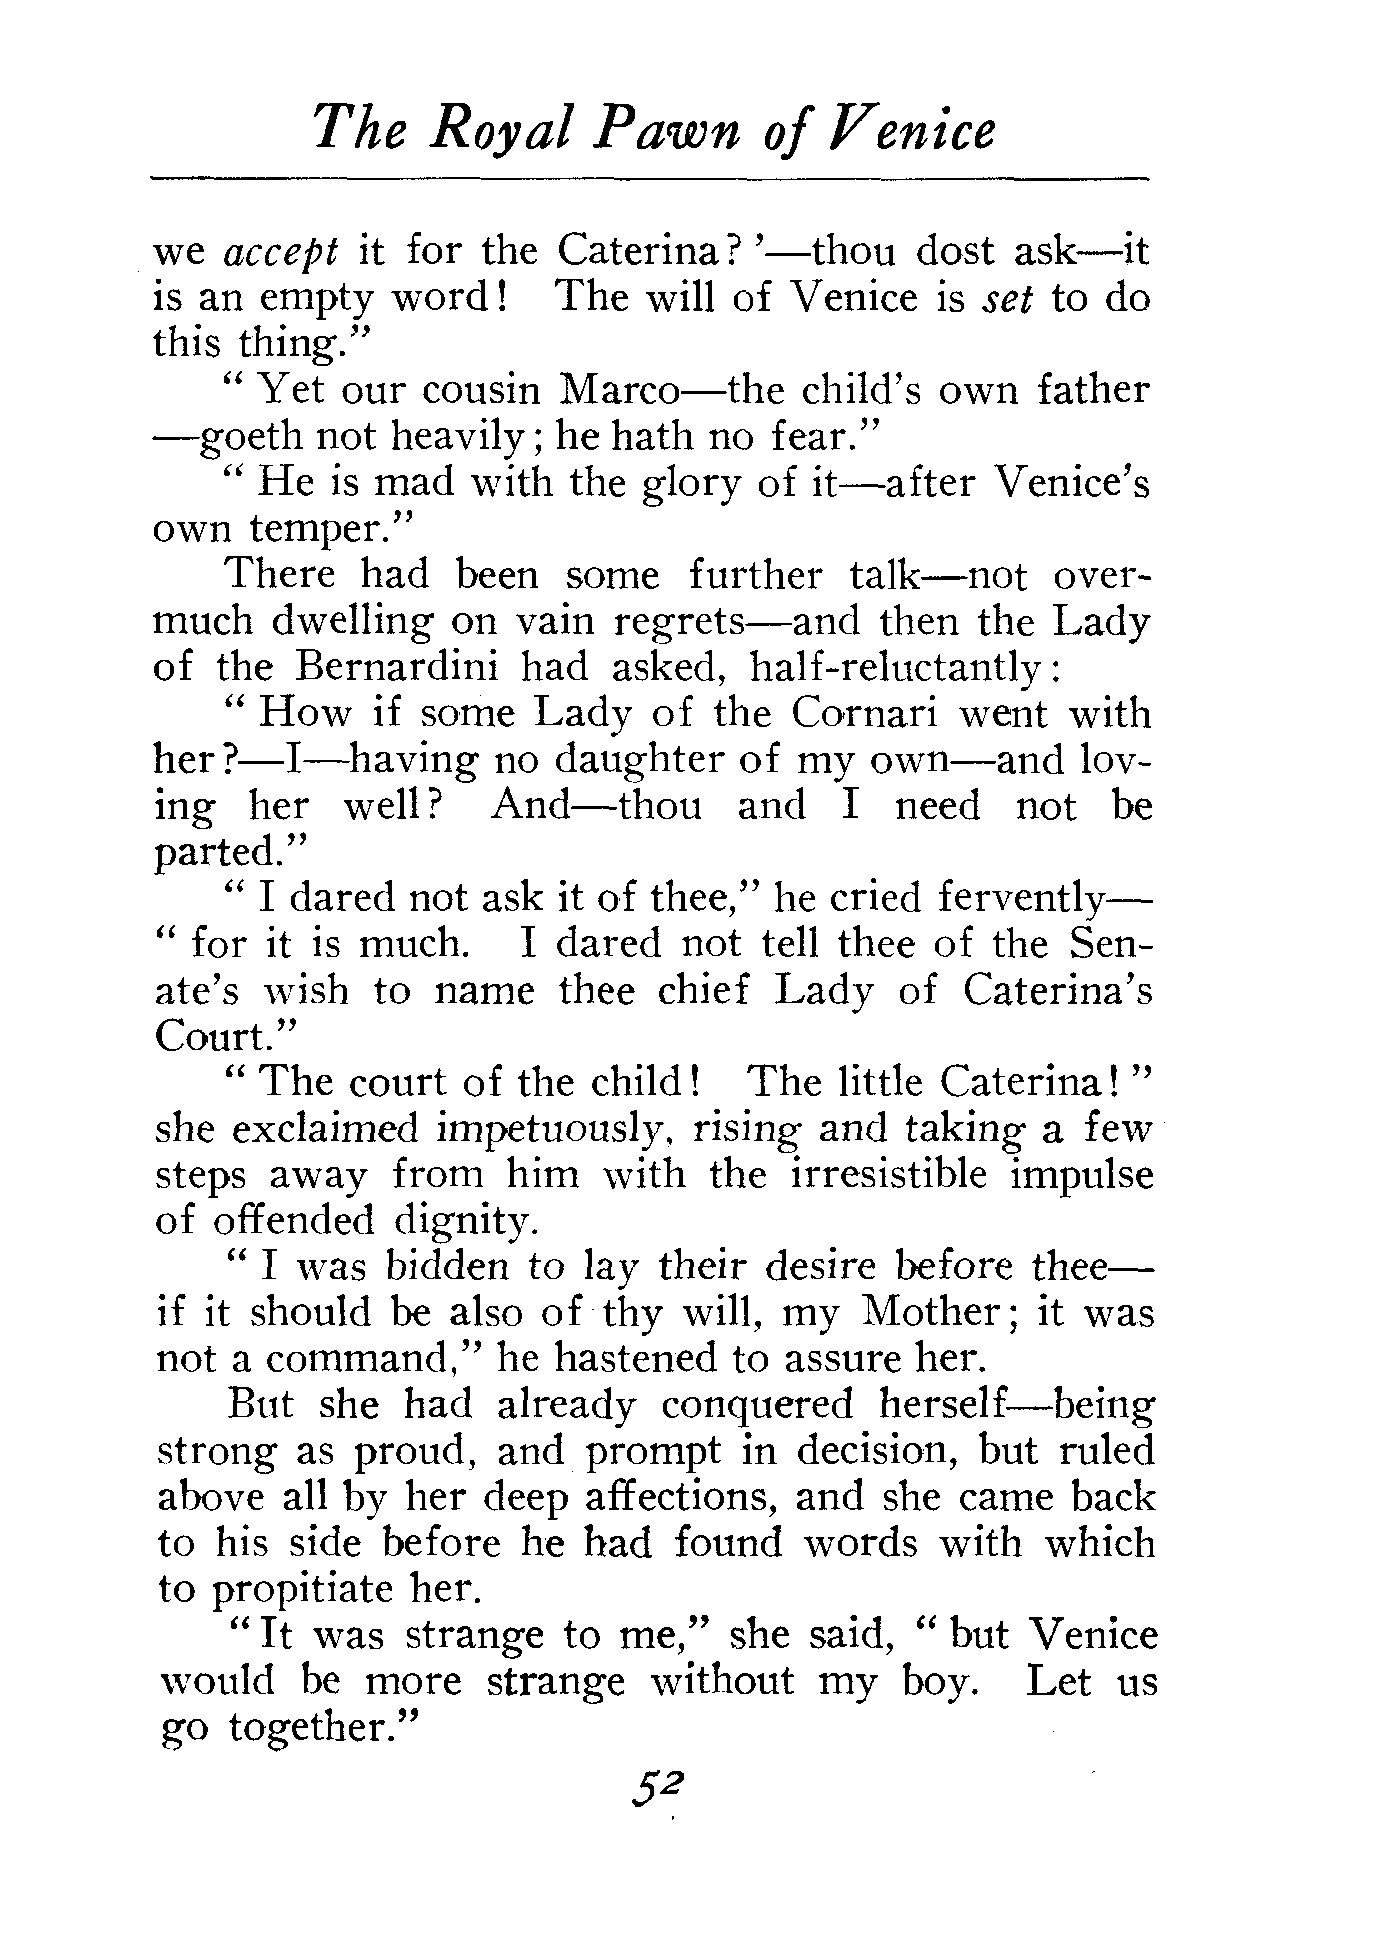 The Royal Pawn of Venice
we accept it for the Caterina?'—thou dost ask—it
is an empty word! The will of Venice is set to do
this thing."
"Yet our cousin Marco—the child's own father
—goeth not heavily; he hath no fear."
"He is mad with the glory of it—after Venice's
own temper."
There had been some further talk—not over-
much dwelling on vain regrets—and then the Lady
of the Bernardini had asked, half-reluctantly:
"How if some Lady of the Cornari went with
her?—I—having no daughter of my own—and lov-
ing her well? And—thou and I need not be
parted."
"I dared not ask it of thee," he cried fervently—
"for it is much. I dared not tell thee of the Sen-
ate's wish to name thee chief Lady of Caterina's
Court."
"The court of the child! The little Caterina!"
she exclaimed impetuously, rising and taking a few
steps away from him with the irresistible impulse
of offended dignity.
"I was bidden to lay their desire before thee—
if it should be also of thy will, my Mother; it was
not a command," he hastened to assure her.
But she had already conquered herself—being
strong as proud, and prompt in decision, but ruled
above all by her deep affections, and she came back
to his side before he had found words with which
to propitiate her.
"It was strange to me," she said, "but Venice
would be more strange without my boy. Let us
go together."
52